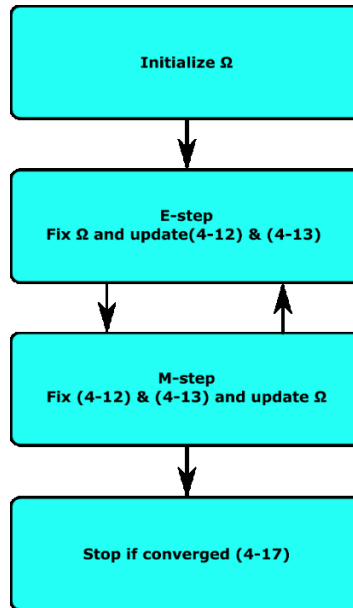 Initialize Ω
E-step
Fix Ω and update(4-12) & (4-13)
M-step
Fix (4-12) & (4-13) and update Ω
Stop if converged (4-17)